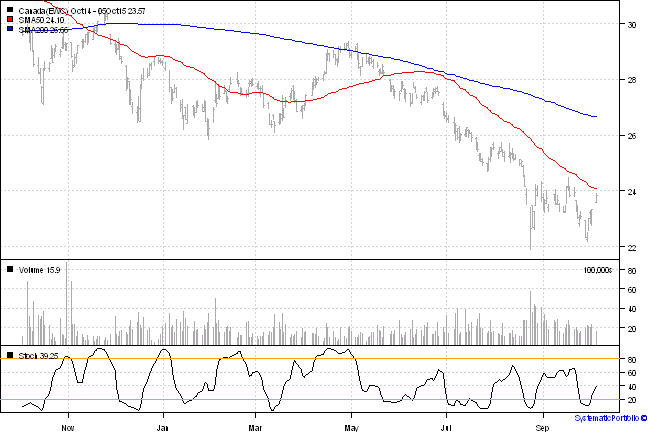 Canada(EWC) Oct14 - 05Oct15 23.57
SMA50 24.10
SMA200 26.66
30
28
26
24
22
Volume 15.9
100,000s
80
60
40
20
Stoch 39.25
80
60
40
20
Nov Jan Mar May Jul Sep
SystematicPortfolio ©